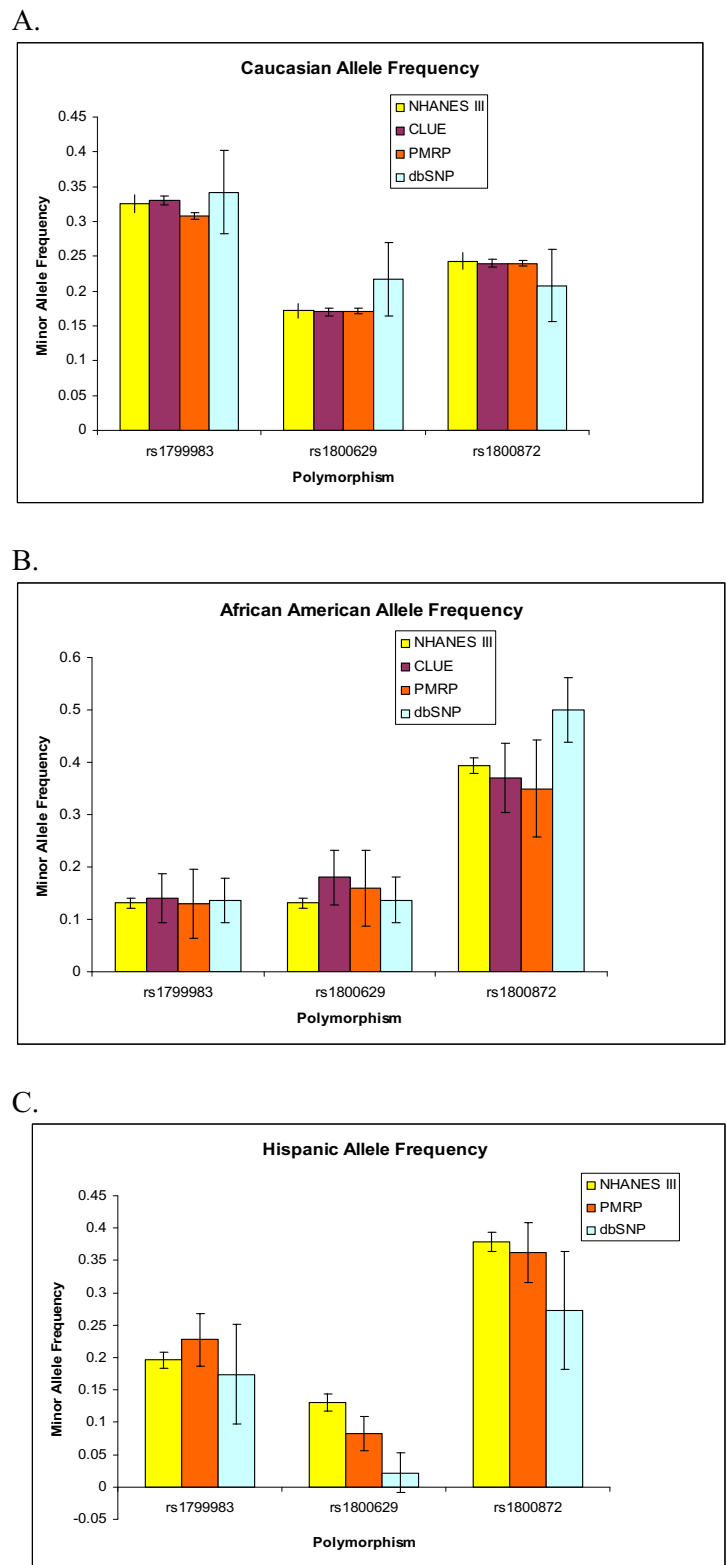 A.
Caucasian Allele Frequency
NHANES III
CLUE
PMRP
dbSNP
Minor Allele Frequency
0.45
0.4
0.35
0.3
0.25
0.2
0.15
0.1
0.05
0
rs1799983
rs1800629
rs1800872
Polymorphism
B.
African American Allele Frequency
NHANES III
CLUE
PMRP
dbSNP
Minor Allele Frequency
0.6
0.5
0.4
0.3
0.2
0.1
0
rs1799983
rs1800629
rs1800872
Polymorphism
C.
Hispanic Allele Frequency
NHANES III
PMRP
dbSNP
Minor Allele Frequency
0.45
0.4
0.35
0.3
0.25
0.2
0.15
0.1
0.05
0
-0.05
rs1799983
rs1800629
rs1800872
Polymorphism